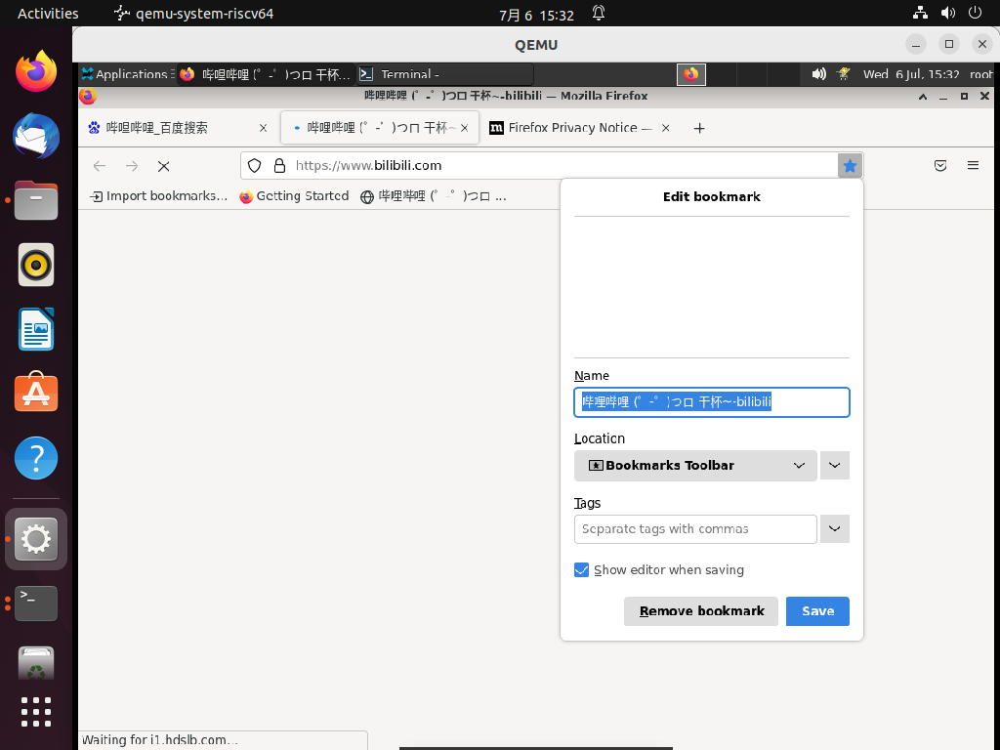 Activities
qemu-system-riscv64
7月 6 15:32
QEMU
Applications
哔哩哔哩 (゜-゜)つロ 干杯...
Terminal -
Wed 6 Jul, 15:32
root
哔哩哔哩 (゜-゜)つロ 干杯~-bilibili — Mozilla Firefox
哔哩哔哩_百度搜索
哔哩哔哩 (゜-゜)つロ 干杯~
Firefox Privacy Notice —
https://www.bilibili.com
Import bookmarks...
Getting Started
哔哩哔哩 (゜-゜)つロ ...
Edit bookmark
Name
哔哩哔哩 (゜-゜)つロ 干杯~-bilibili
Location
Bookmarks Toolbar
Tags
Separate tags with commas
Show editor when saving
Remove bookmark
Save
Waiting for i1.hdslb.com...